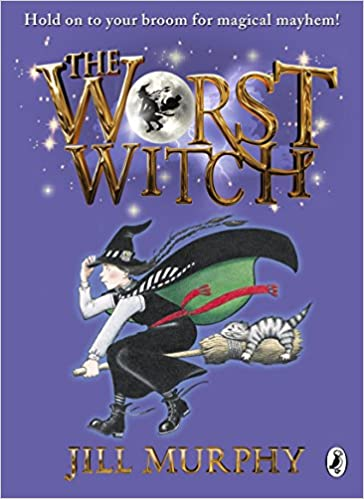 Hold on to your broom for magical mayhem!
THE
WORST
WITCH
JILL MURPHY